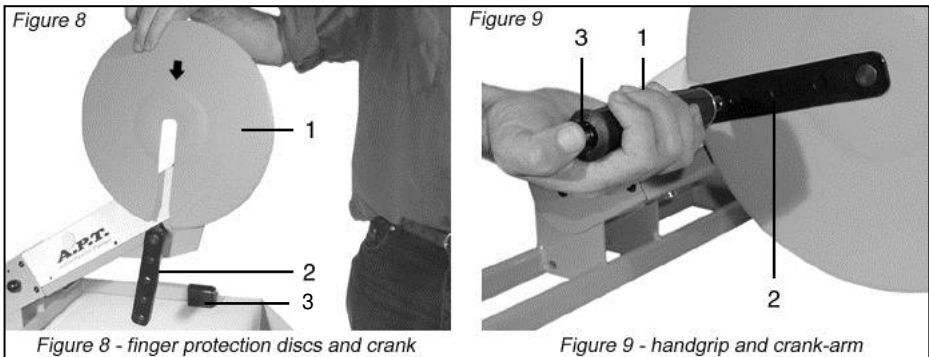 Figure 8
1
A.P.T.
2
3
Figure 8 - finger protection discs and crank
Figure 9
3
1
2
Figure 9 - handgrip and crank-arm